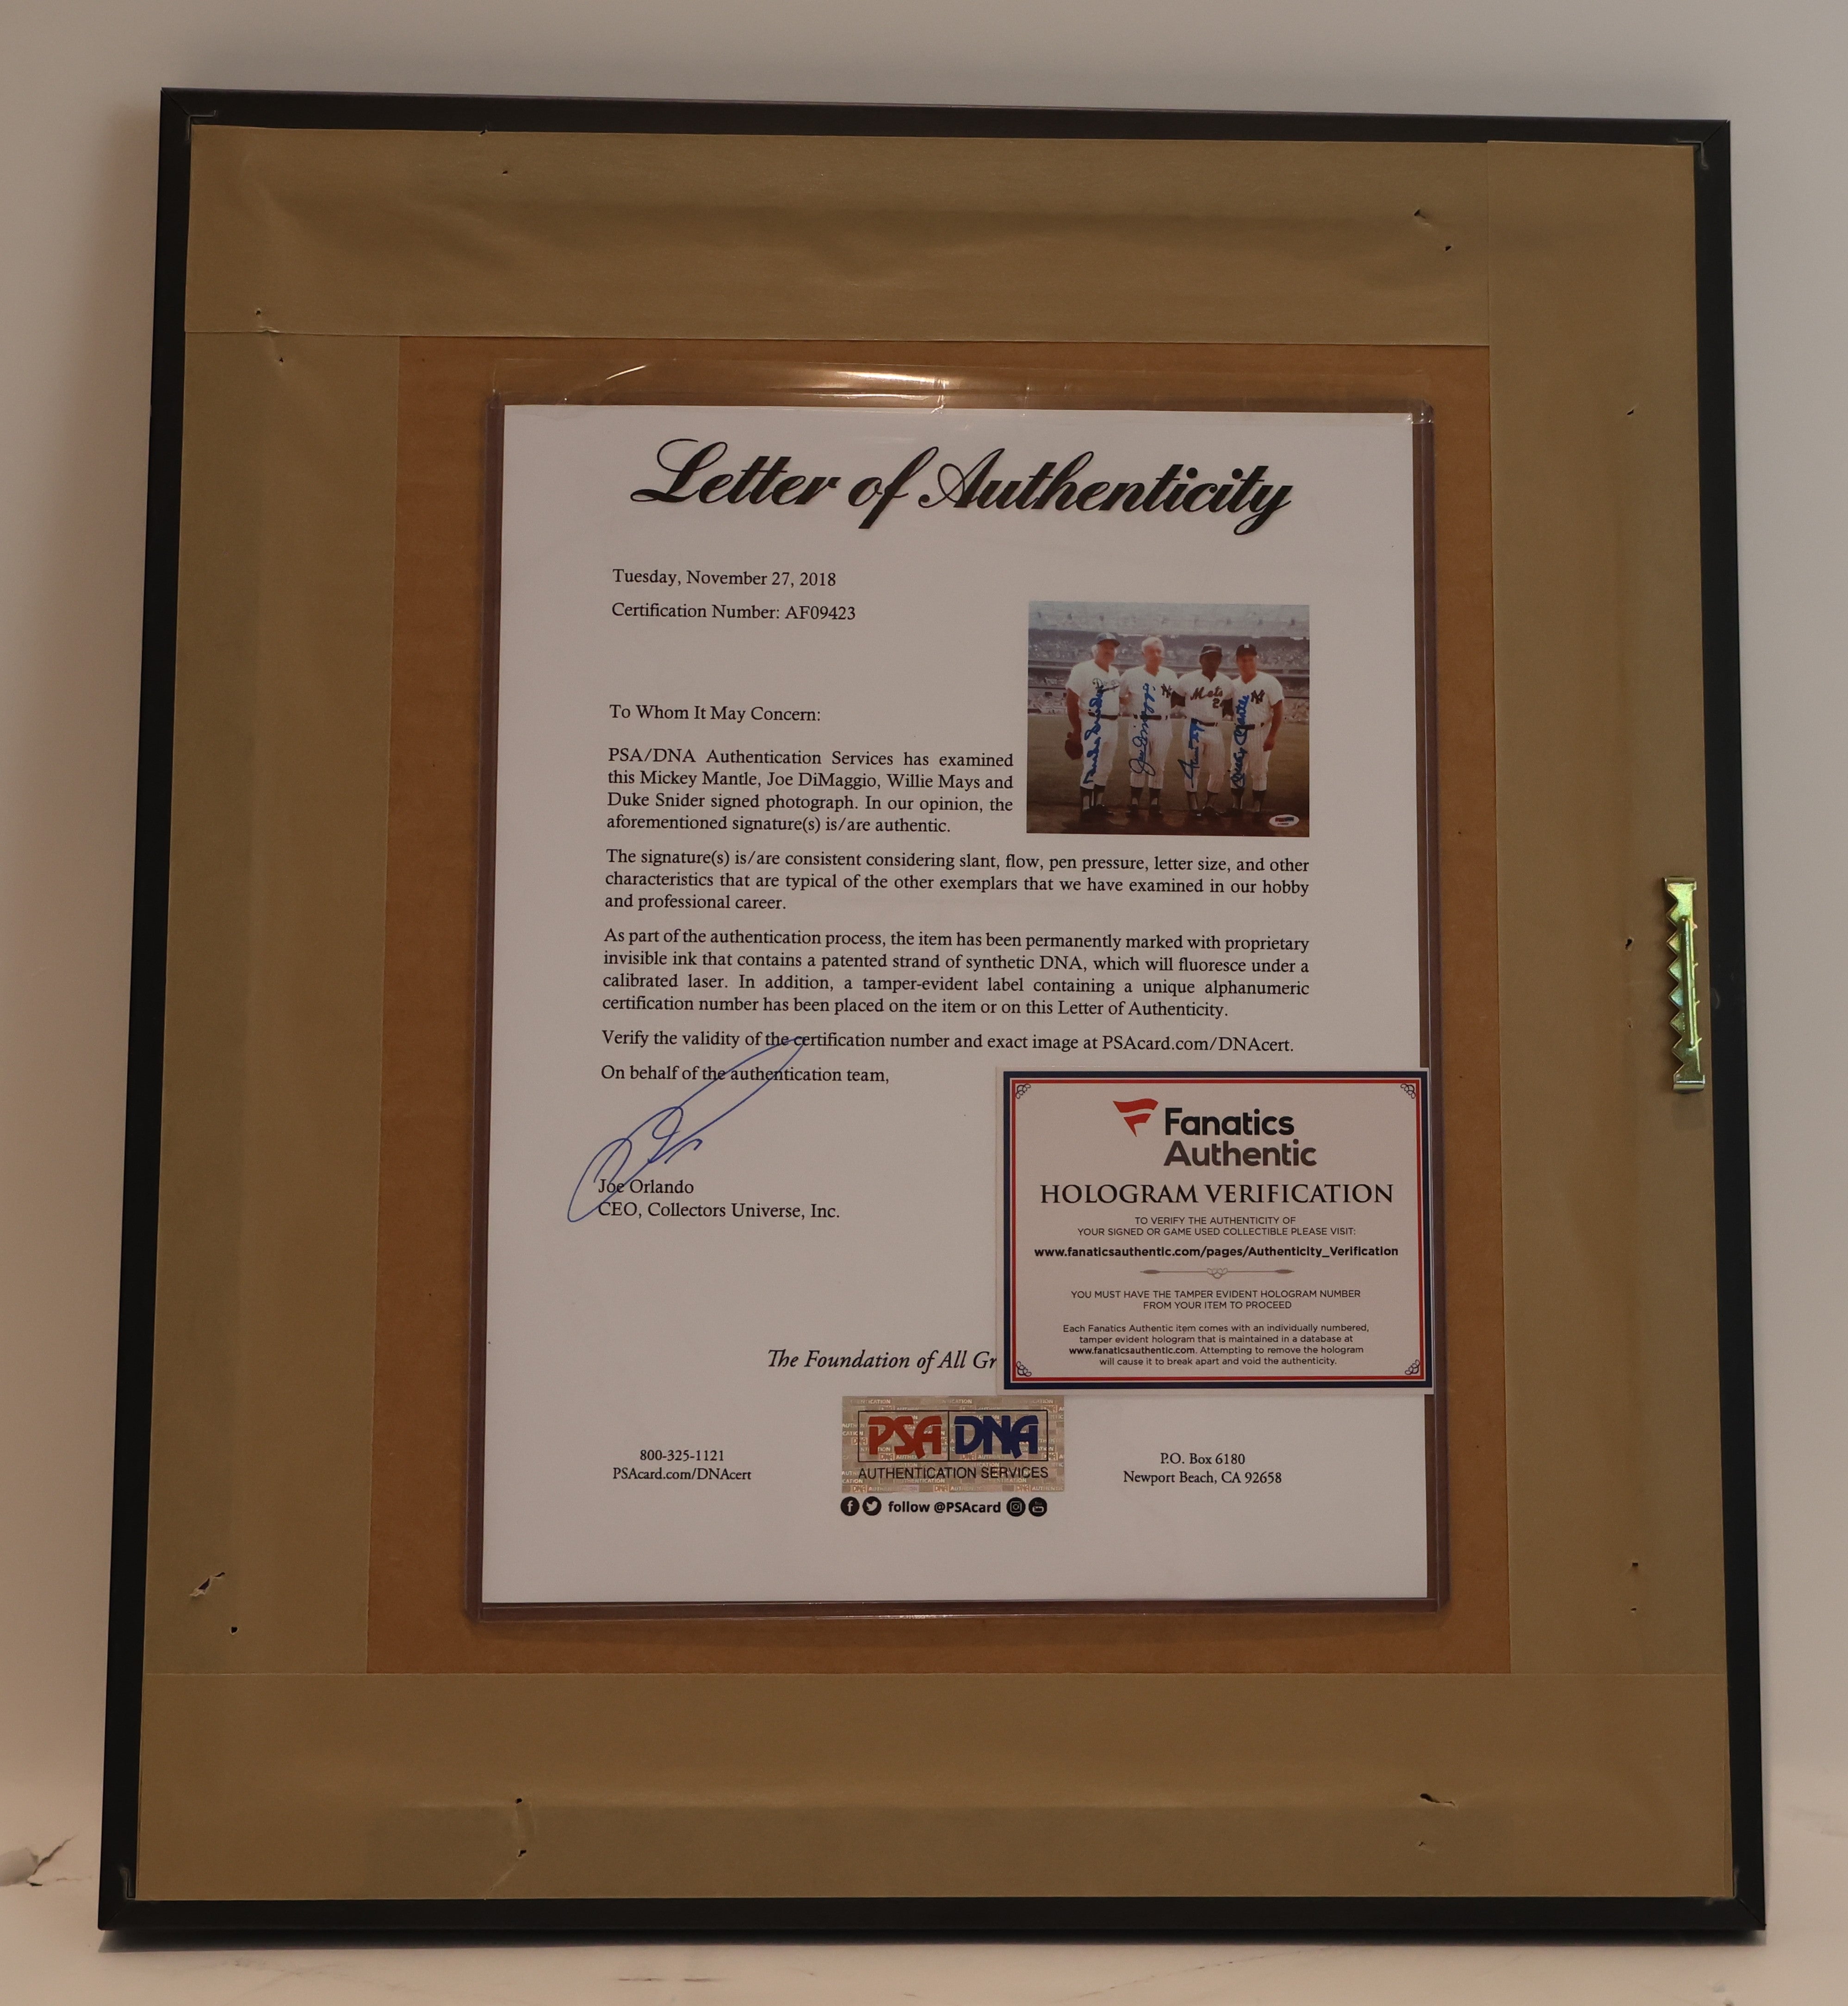 Letter of Authenticity
Tuesday, November 27, 2018
Certification Number: AF09423
To Whom It May Concern:
PSA/DNA Authentication Services has examined
this Mickey Mantle, Joe DiMaggio, Willie Mays and
Duke Snider signed photograph. In our opinion, the
aforementioned signature(s) is/are authentic.
Mets
24
The signature(s) is/are consistent considering slant, flow, pen pressure, letter size, and other
characteristics that are typical of the other exemplars that we have examined in our hobby
and professional career.
As part of the authentication process, the item has been permanently marked with proprietary
invisible ink that contains a patented strand of synthetic DNA, which will fluoresce under a
calibrated laser. In addition, a tamper-evident label containing a unique alphanumeric
certification number has been placed on the item or on this Letter of Authenticity.
Verify the validity of the certification number and exact image at PSAcard.com/DNAcert.
On behalf of the authentication team,
Joe Orlando
CEO, Collectors Universe, Inc.
Fanatics
Authentic
HOLOGRAM VERIFICATION
TO VERIFY THE AUTHENTICITY OF
YOUR SIGNED OR GAME USED COLLECTIBLE PLEASE VISIT:
www.fanaticsauthentic.com/pages/Authenticity_Verification
YOU MUST HAVE THE TAMPER EVIDENT HOLOGRAM NUMBER
FROM YOUR ITEM TO PROCEED
Each Fanatics Authentic item comes with an individually numbered,
tamper evident hologram that is maintained in a database at
www.fanaticsauthentic.com. Attempting to remove the hologram
will cause it to break apart and void the authenticity.
The Foundation of All Gr
PSA DNA
AUTHENTICATION SERVICES
800-325-1121
PSAcard.com/DNAcert
follow @PSAcard
P.O. Box 6180
Newport Beach, CA 92658